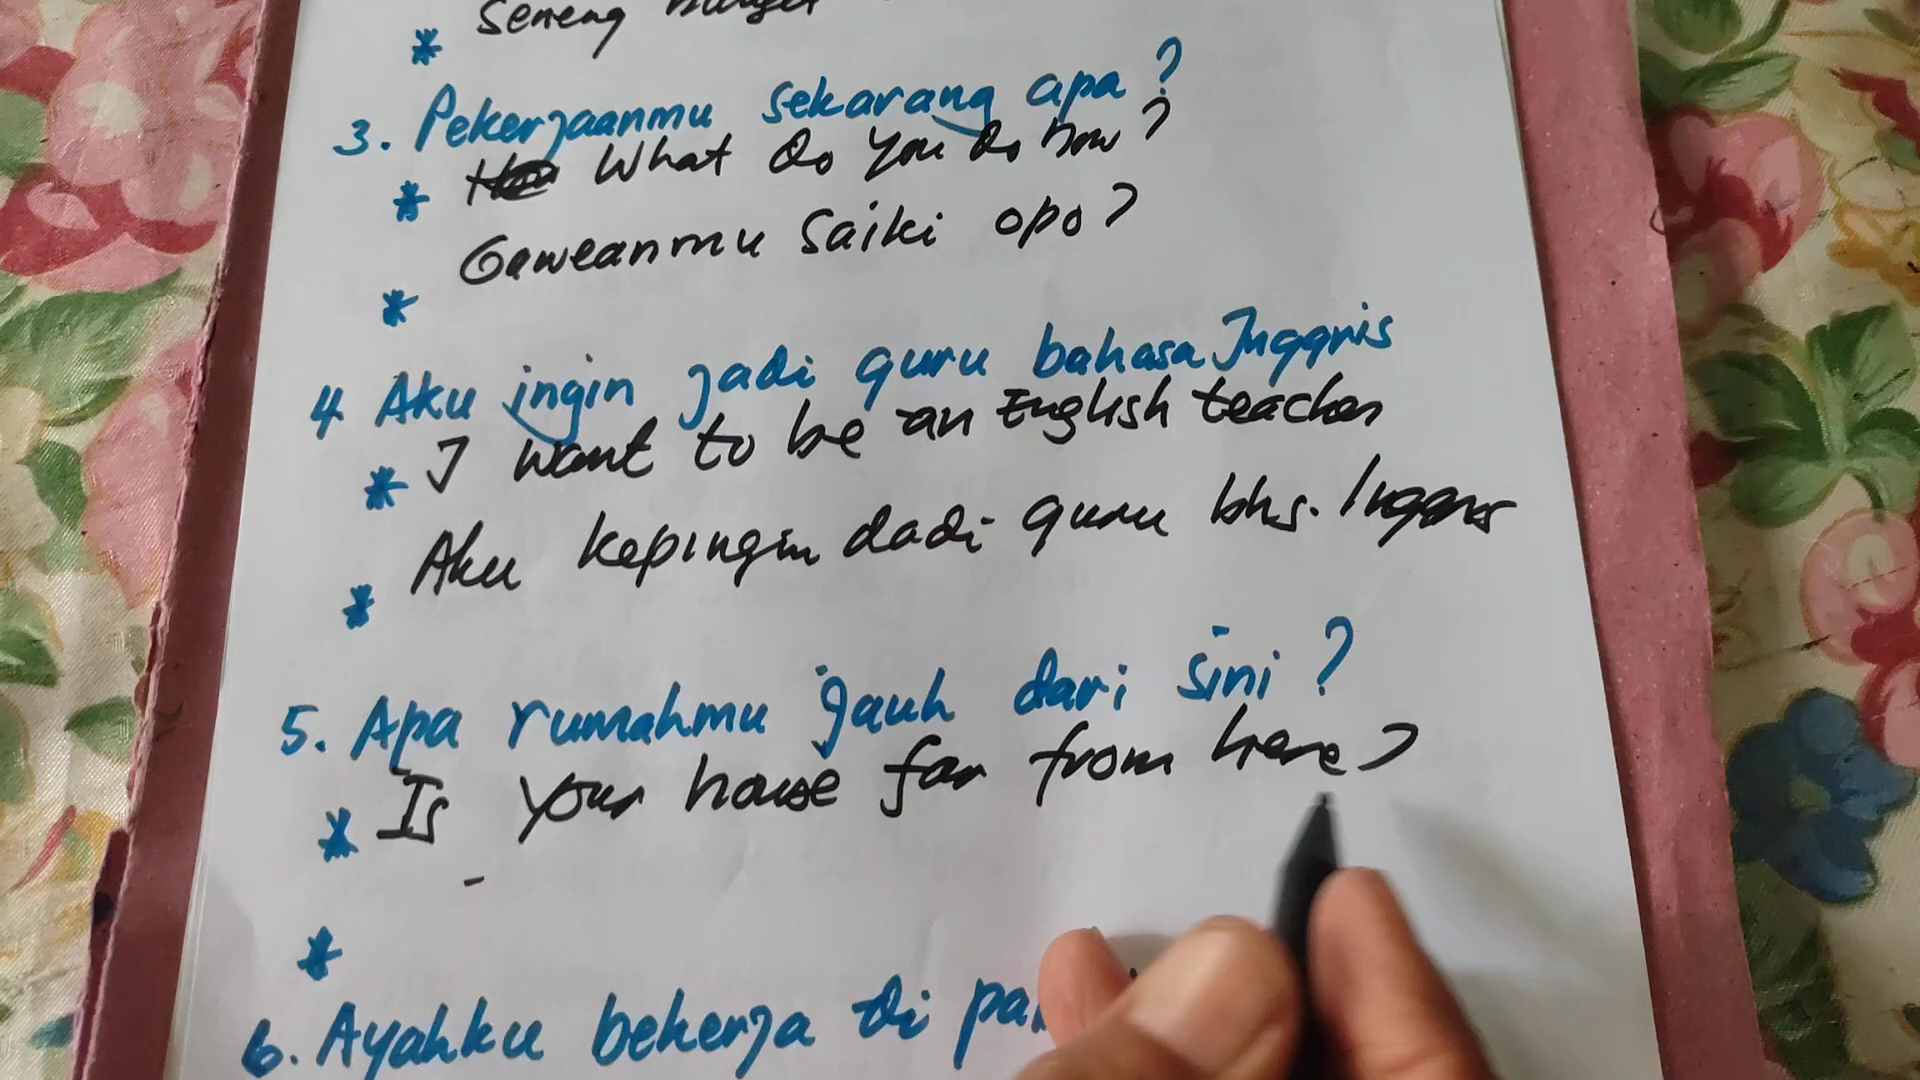 * Seneng
3. Pekerjaanmu sekarang apa?
* What do you do now?
* Gaweanmu saiki opo?
4 Aku ingin jadi guru bahasa Inggris
* I want to be an English teacher
* Aku kepingin dadi guru bhs. Inggris
5. Apa rumahmu jauh dari sini?
* Is your house far from here?
-
*
6. Ayahku bekerja di